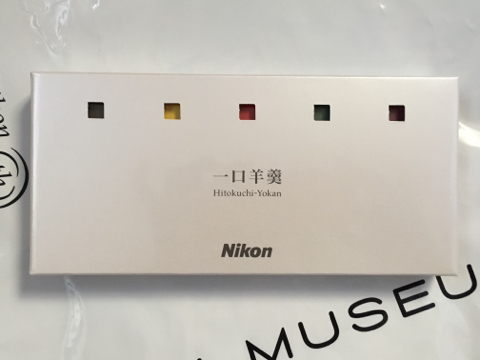 一口羊羹
Hitokuchi-Yokan
Nikon
MUSEU